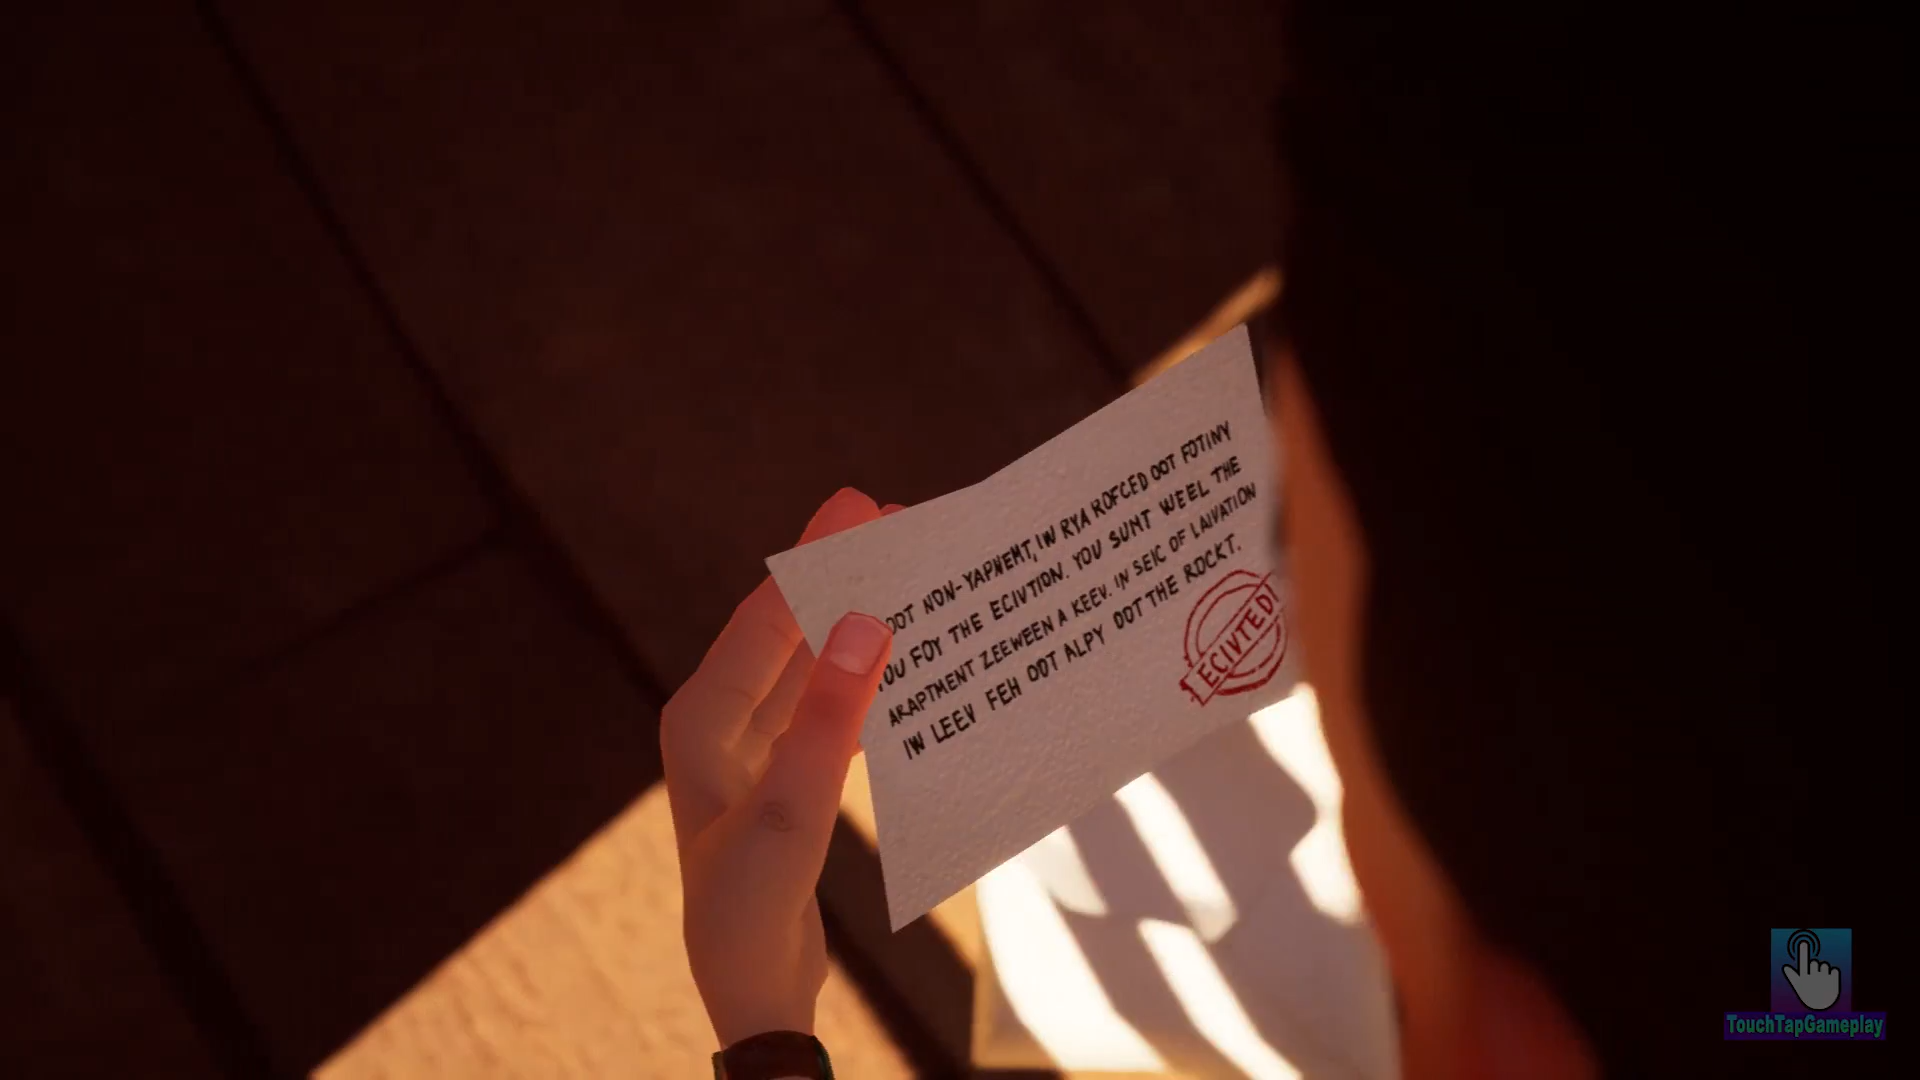 OOT NON-YAPNEMT, IW RYA ROFCED OOT FOTINY
YOU FOY THE ECIVTION. YOU SUNT WEEL THE
ARAPTMENT ZEEWEEN A KEEV. IN SEIC OF LAIVATION
IW LEEV FEH OOT ALPY OOT THE ROCKT.
ECIVTED!
TouchTapGameplay